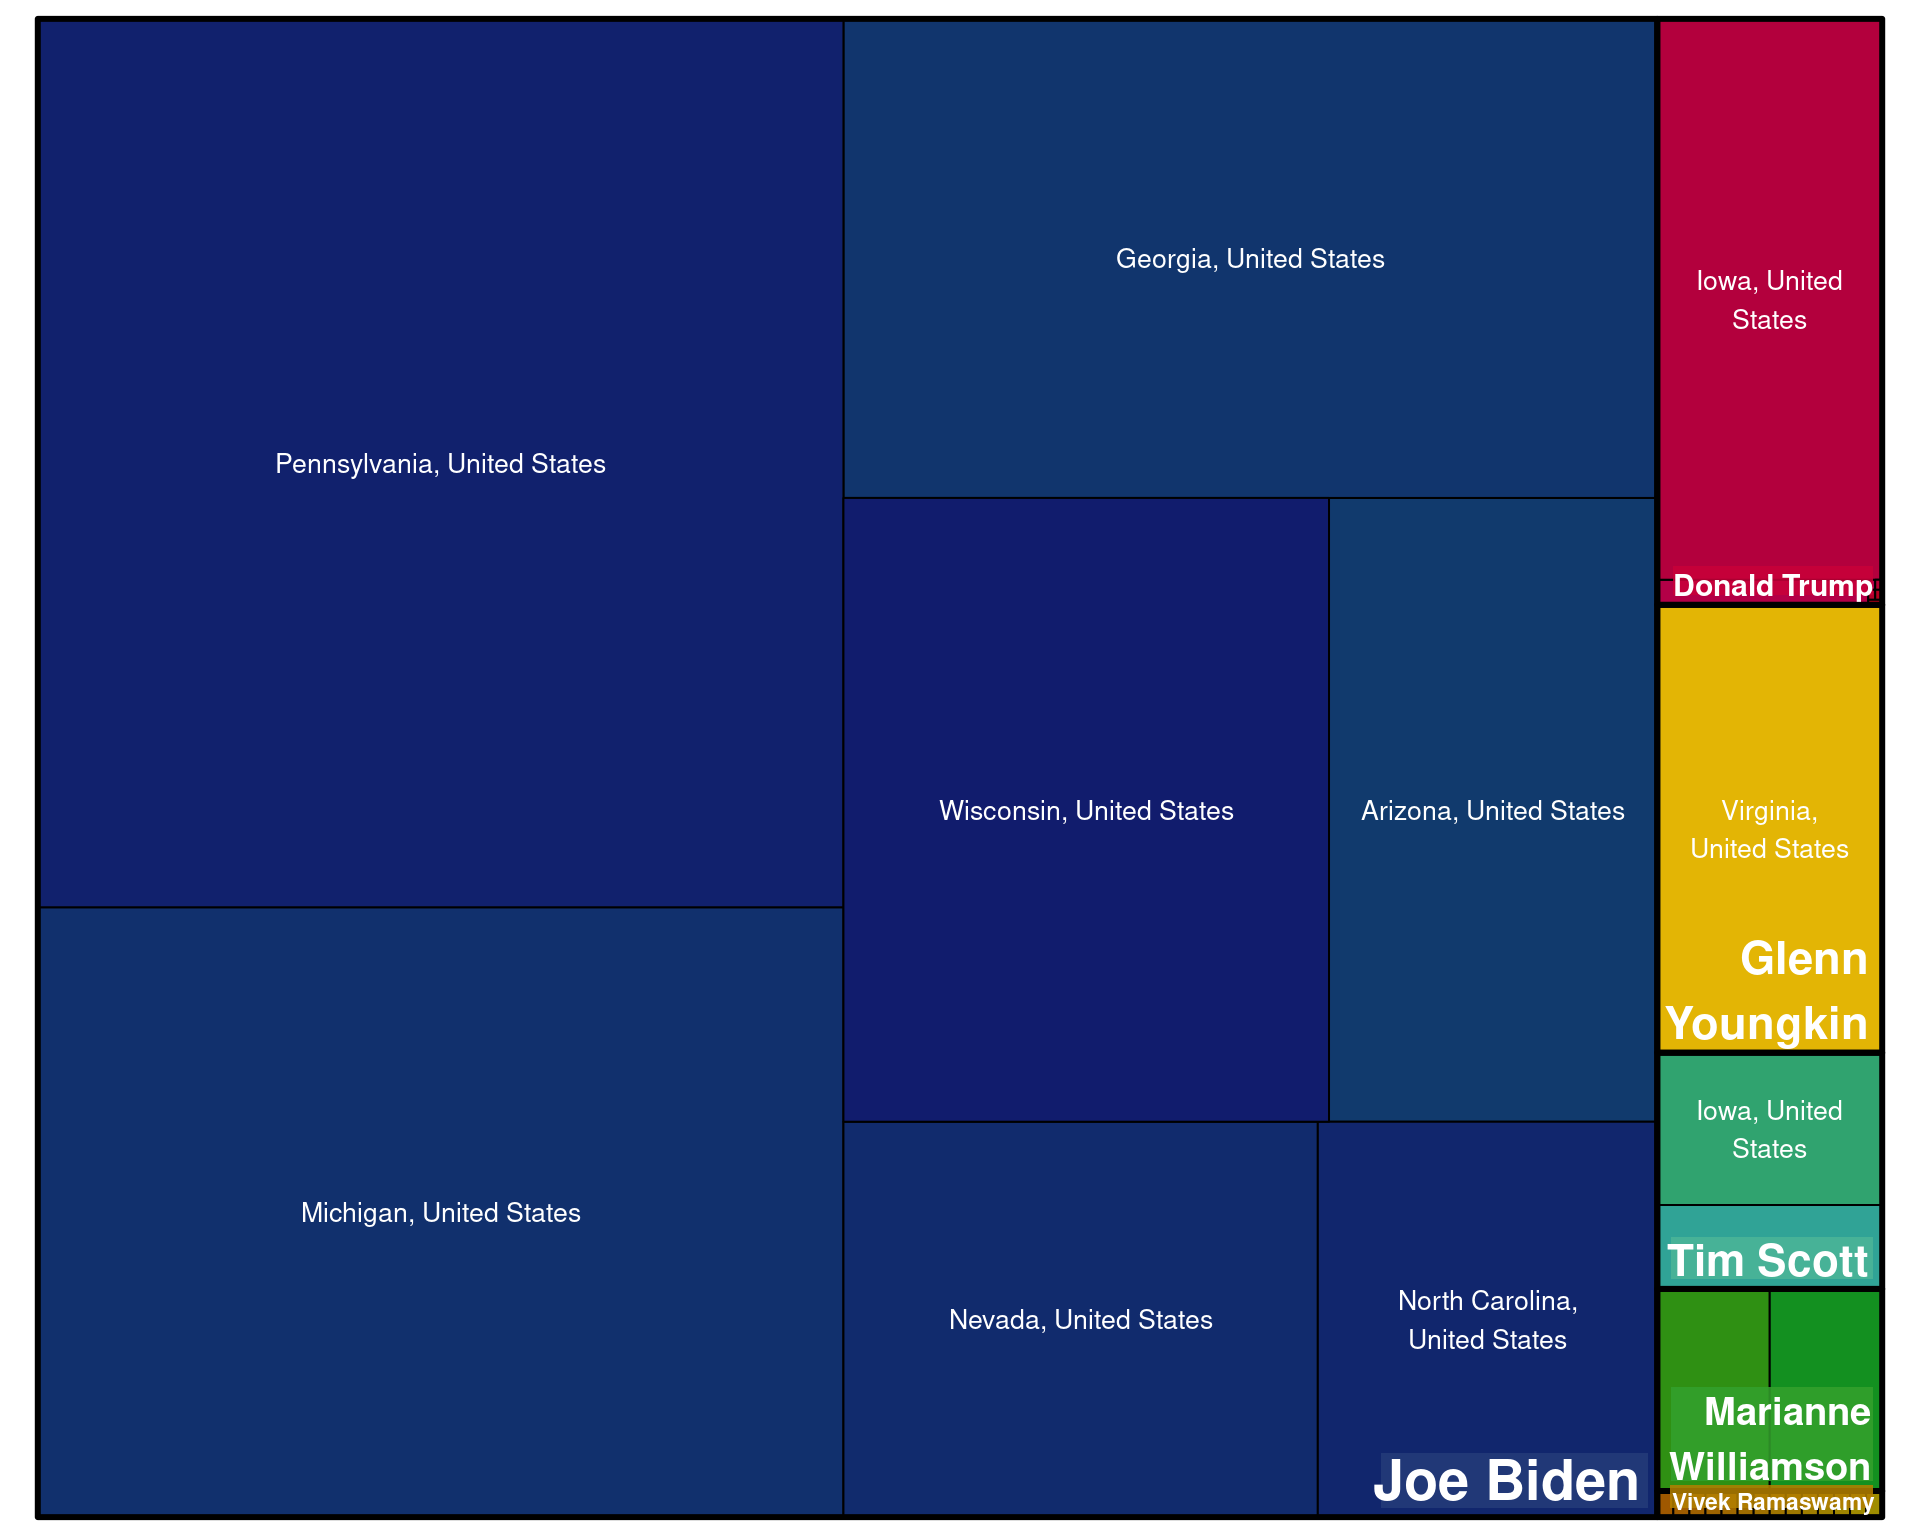 Pennsylvania, United States
Georgia, United States
Iowa, United
States
Donald Trump
Wisconsin, United States
Arizona, United States
Virginia,
United States
Glenn
Youngkin
Michigan, United States
Nevada, United States
North Carolina,
United States
Joe Biden
Iowa, United
States
Tim Scott
Marianne
Williamson
Vivek Ramaswamy